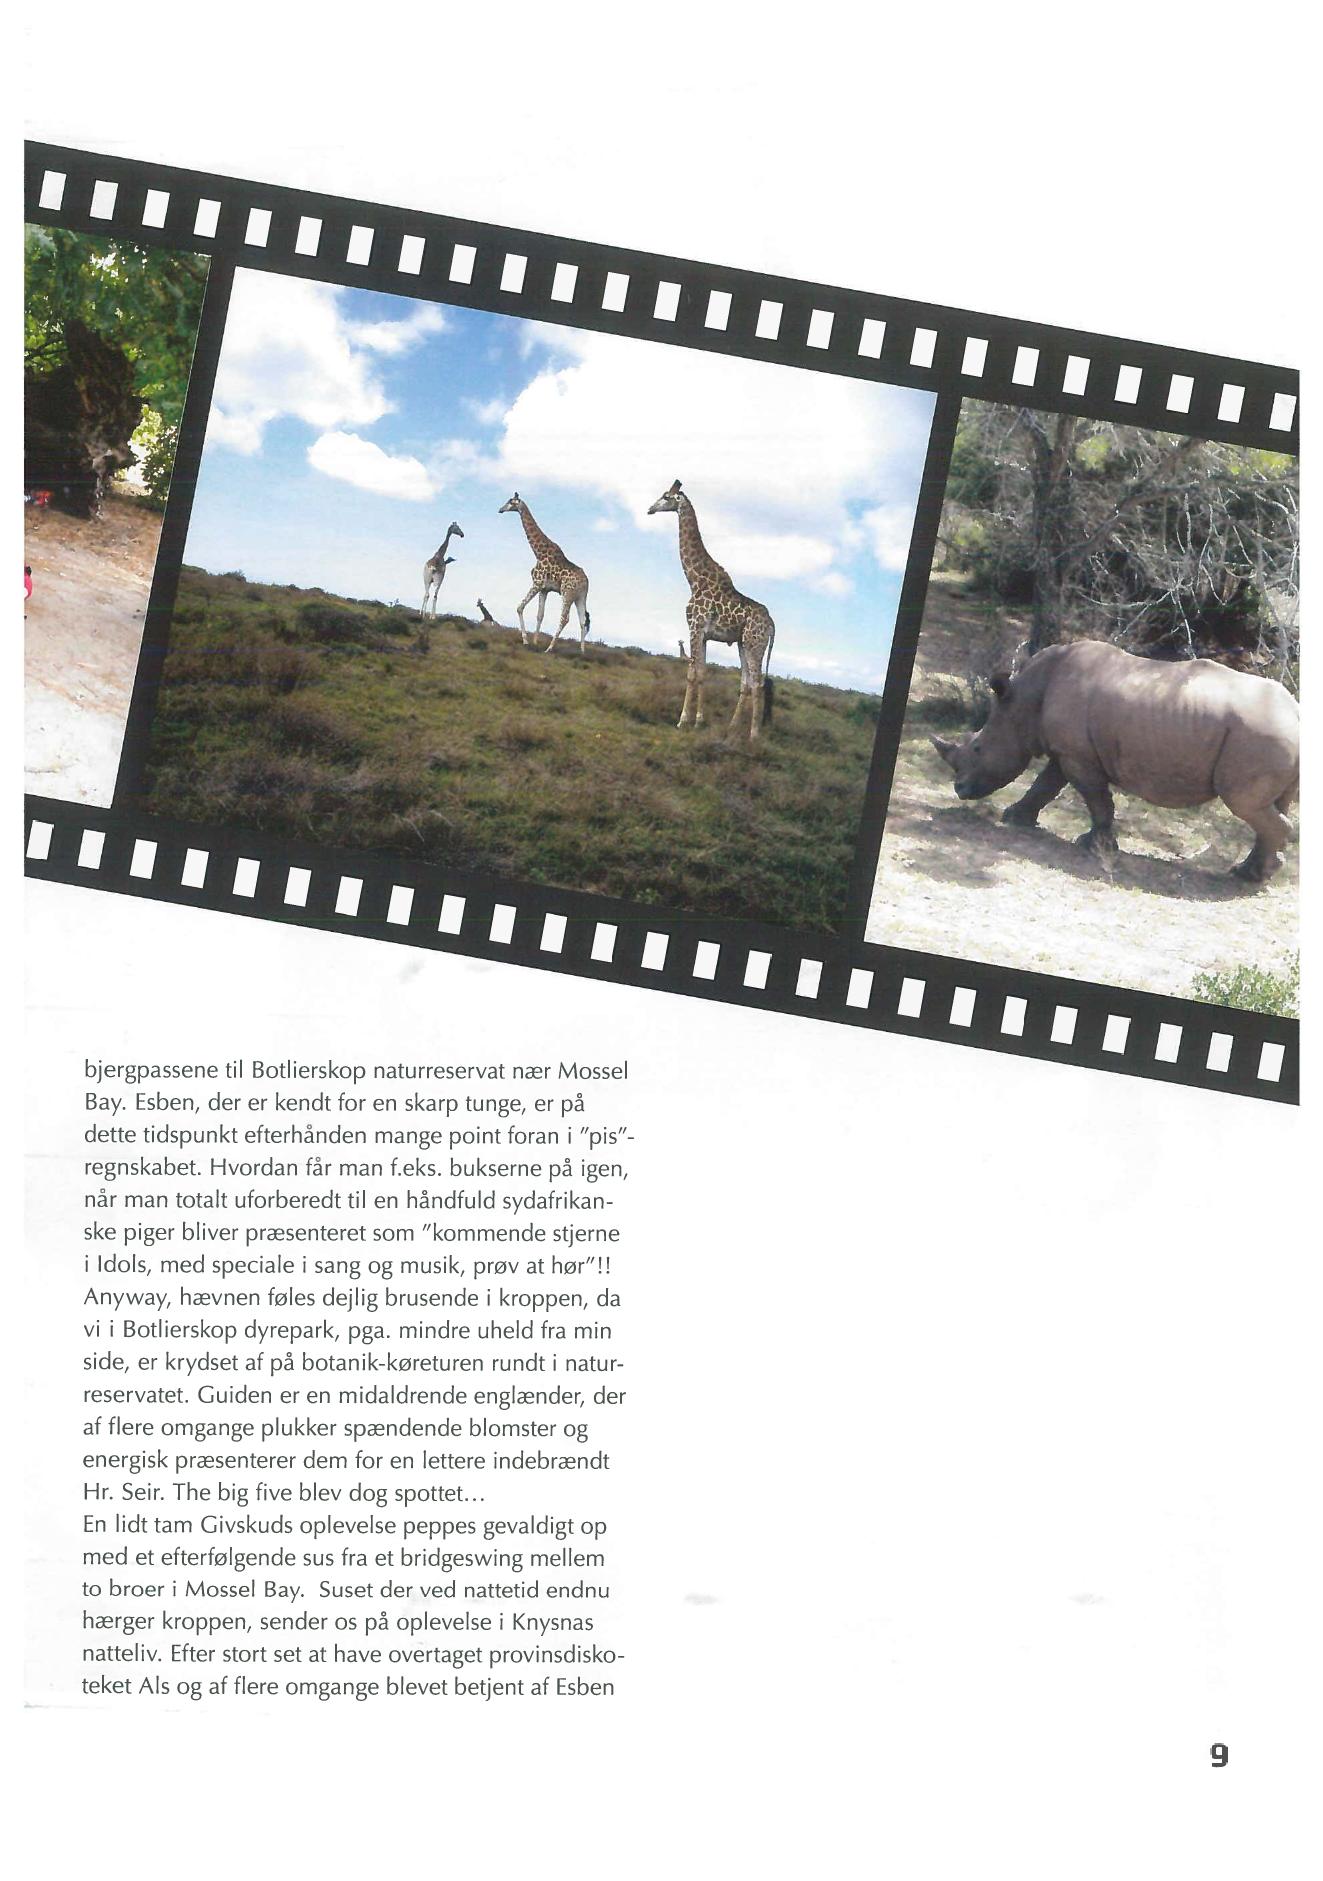 bjergpassene til Botlierskop naturreservat nær Mossel
Bay. Esben, der er kendt for en skarp tunge, er på
dette tidspunkt efterhånden mange point foran i ”pis”-
regnskabet. Hvordan får man f.eks. bukserne på igen,
når man totalt uforberedt til en håndfuld sydafrikan-
ske piger bliver præsenteret som ”kommende stjerne
i Idols, med speciale i sang og musik, prøv at hør”!!
Anyway, hævnen føles dejlig brusende i kroppen, da
vi i Botlierskop dyrepark, pga. mindre uheld fra min
side, er krydset af på botanik-køreturen rundt i natur-
reservatet. Guiden er en midaldrende englænder, der
af flere omgange plukker spændende blomster og
energisk præsenterer dem for en lettere indebrændt
Hr. Seir. The big five blev dog spottet...
En lidt tam Givskuds oplevelse peppes gevaldigt op
med et efterfølgende sus fra et bridgeswing mellem
to broer i Mossel Bay.  Suset der ved nattetid endnu
hærger kroppen, sender os på oplevelse i Knysnas
natteliv. Efter stort set at have overtaget provinsdisko-
teket Als og af flere omgange blevet betjent af Esben
9